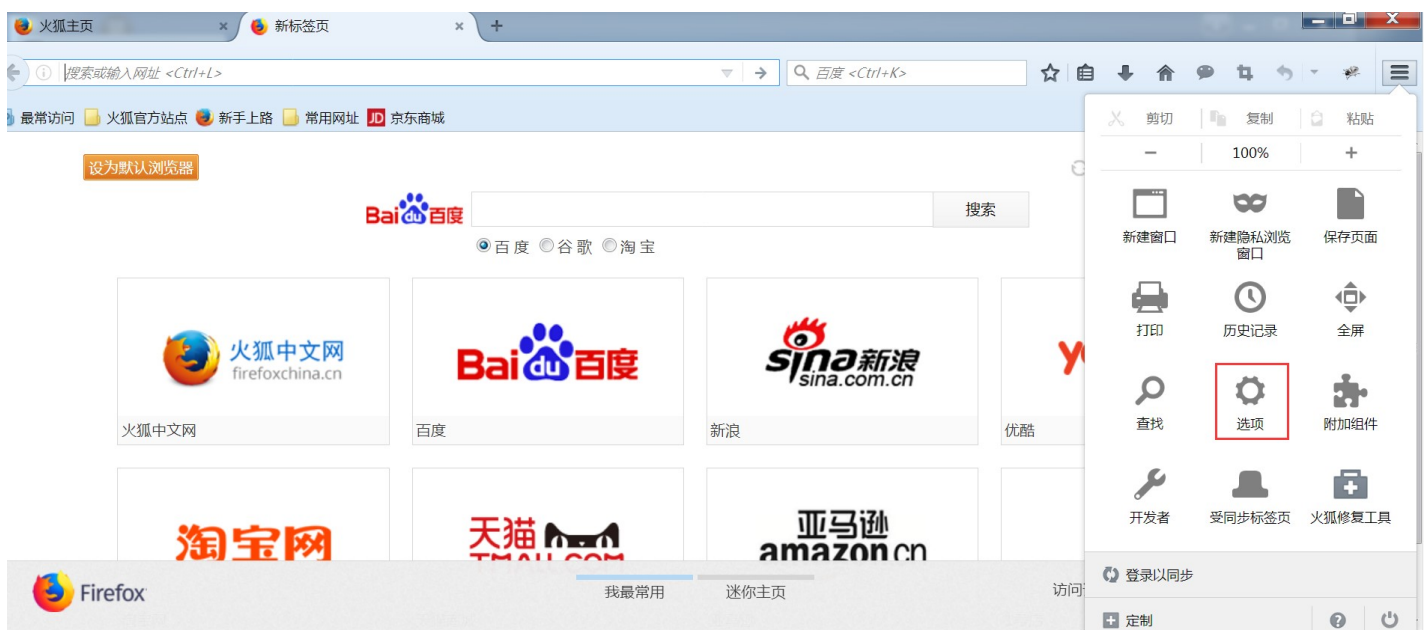 火狐主页
新标签页
搜索或输入网址 <Ctrl+L>
百度 <Ctrl+K>
最常访问 火狐官方站点 新手上路 常用网址 JD 京东商城
剪切 复制 粘贴
100%
设为默认浏览器
Bai du 百度 搜索
百度 谷歌 淘宝
新建窗口 新建隐私浏览窗口 保存页面
打印 历史记录 全屏
查找 选项 附加组件
开发者 受同步标签页 火狐修复工具
登录以同步
定制
火狐中文网
firefoxchina.cn
Bai du 百度
sina新浪
sina.com.cn
火狐中文网
百度
新浪
优酷
淘宝网
天猫
TMALL.COM
亚马逊
amazon.cn
Firefox
我最常用 迷你主页
访问